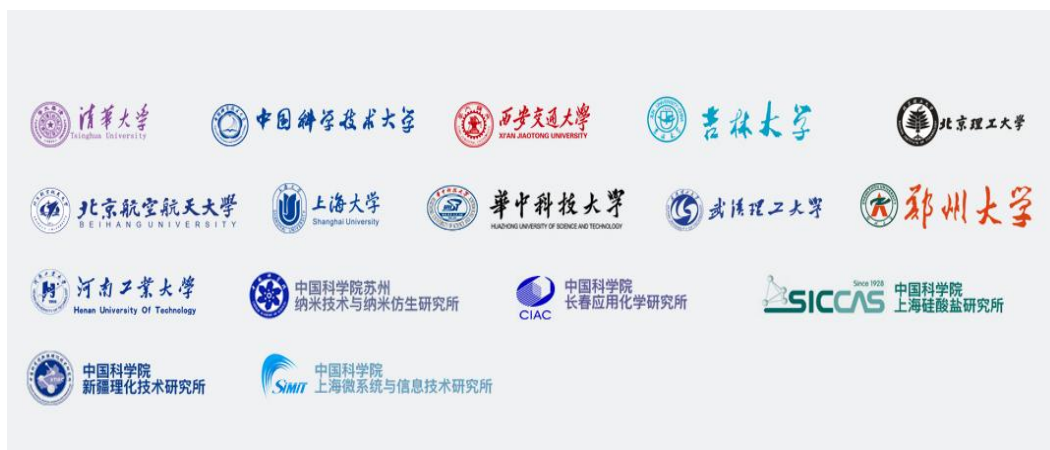 清华大学
Tsinghua University
中国科学技术大学
西安交通大学
XI'AN JIAOTONG UNIVERSITY
吉林大学
北京理工大学
北京航空航天大學
BEIHANG UNIVERSITY
上海大学
Shanghai University
華中科技大學
HUAZHONG UNIVERSITY OF SCIENCE AND TECHNOLOGY
武漢理工大學
郑州大学
河南工業大學
Henan University Of Technology
中国科学院苏州
纳米技术与纳米仿生研究所
CIAC
中国科学院
长春应用化学研究所
Since 1928
SICCAS
中国科学院
上海硅酸盐研究所
中国科学院
新疆理化技术研究所
SIMIT
中国科学院
上海微系统与信息技术研究所